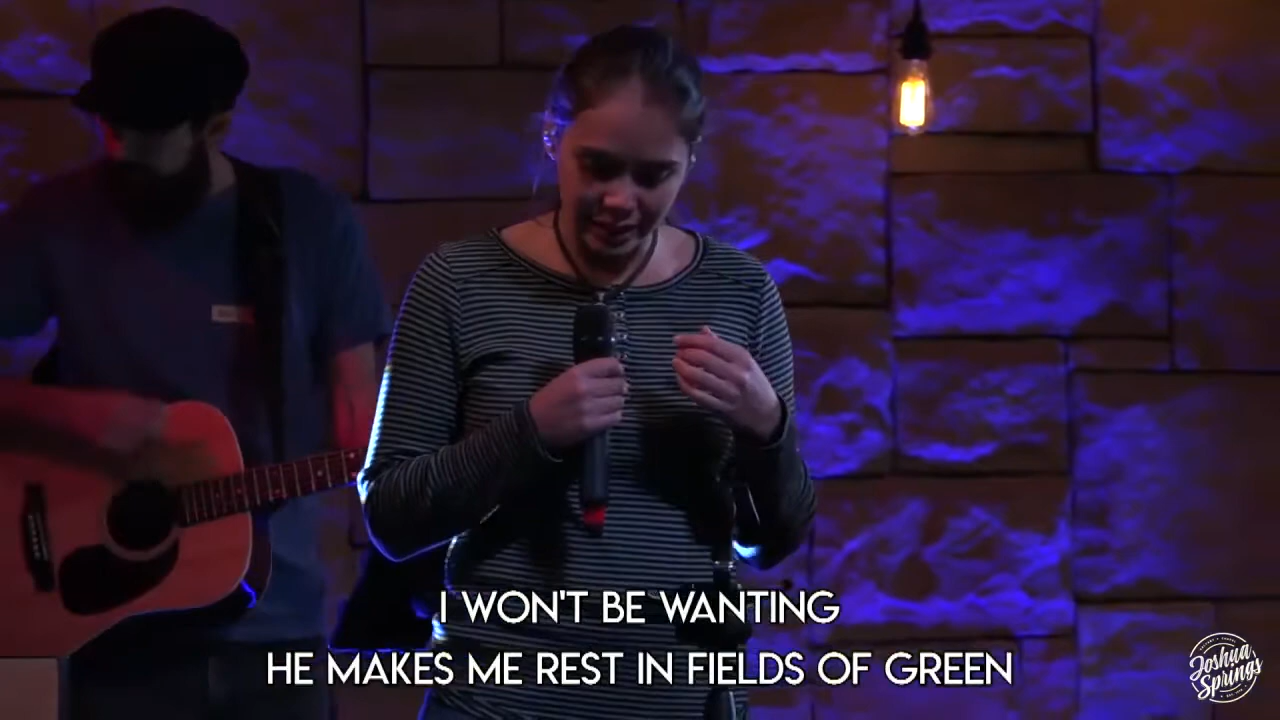 I WON'T BE WANTING
HE MAKES ME REST IN FIELDS OF GREEN
Joshua
Springs